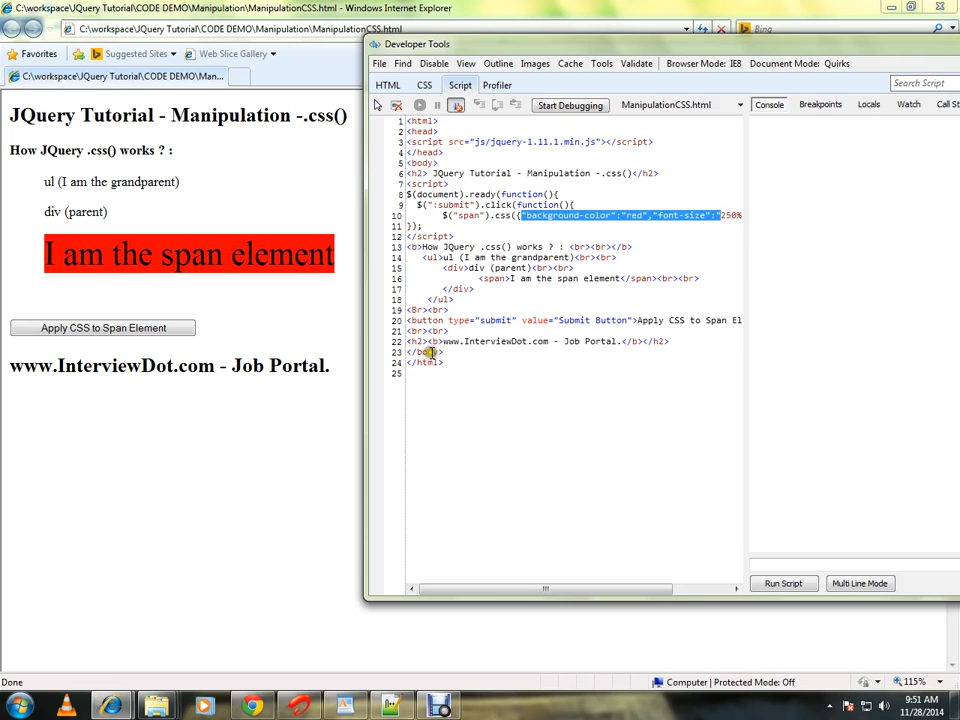 C:\workspace\JQuery Tutorial\CODE DEMO\Manipulation\ManipulationCSS.html - Windows Internet Explorer
C:\workspace\JQuery Tutorial\CODE DEMO\Manipulation\ManipulationCSS.html
Bing
Favorites
Suggested Sites
Web Slice Gallery
C:\workspace\JQuery Tutorial\CODE DEMO\Man...
JQuery Tutorial - Manipulation -.css()
How JQuery .css() works ? :
ul (I am the grandparent)
div (parent)
I am the span element
Apply CSS to Span Element
www.InterviewDot.com - Job Portal.
Developer Tools
File Find Disable View Outline Images Cache Tools Validate Browser Mode: IE8 Document Mode: Quirks
HTML CSS Script Profiler
Search Script
Start Debugging
ManipulationCSS.html
Console Breakpoints Locals Watch Call St
1 <html>
2 <head>
3 <script src="js/jquery-1.11.1.min.js"></script>
4 </head>
5 <body>
6 <h2> JQuery Tutorial - Manipulation -.css()</h2>
7 <script>
8 $(document).ready(function(){
9 $(":submit").click(function(){
10 $("span").css({"background-color":"red","font-size":"250%
11 });
12 </script>
13 <b>How JQuery .css() works ? : <br><br></b>
14 <ul>ul (I am the grandparent)<br><br>
15 <div>div (parent)<br><br>
16 <span>I am the span element</span><br><br>
17 </div>
18 </ul>
19 <Br><br>
20 <button type="submit" value="Submit Button">Apply CSS to Span El
21 <br><br>
22 <h2><b>www.InterviewDot.com - Job Portal.</b></h2>
23 </body>
24 </html>
25
Run Script
Multi Line Mode
Done
Computer | Protected Mode: Off
115%
9:51 AM
11/28/2014